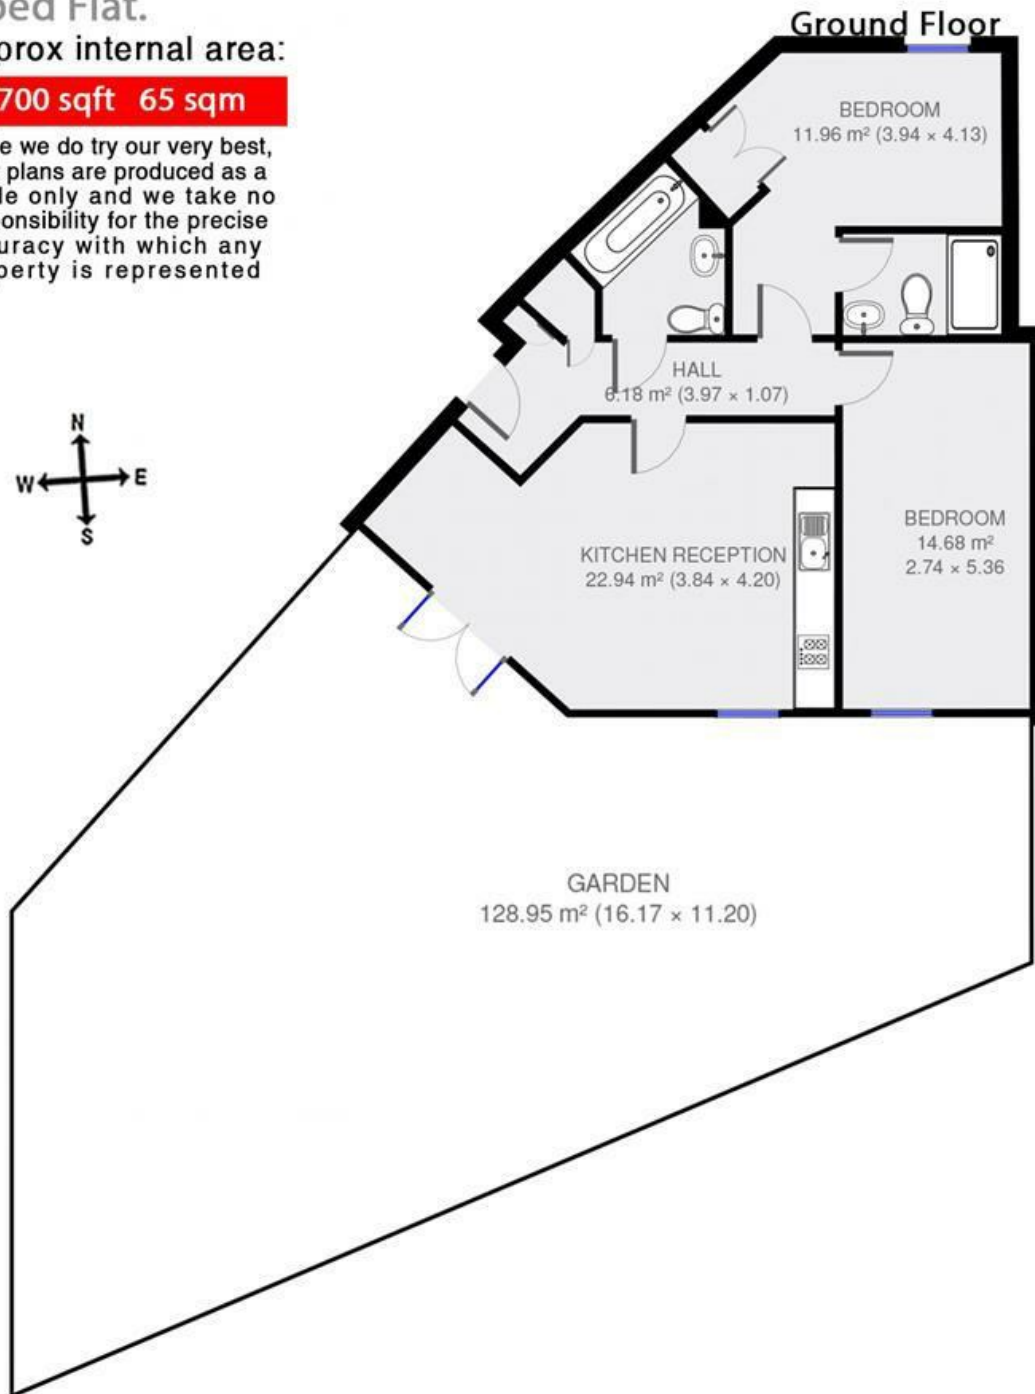 bed Flat.
prox internal area:
700 sqft 65 sqm
e we do try our very best,
plans are produced as a
le only and we take no
onsibility for the precise
uracy with which any
perty is represented
Ground Floor
BEDROOM
11.96 m² (3.94 × 4.13)
HALL
6.18 m² (3.97 × 1.07)
N
W E
S
KITCHEN RECEPTION
22.94 m² (3.84 × 4.20)
BEDROOM
14.68 m²
2.74 × 5.36
GARDEN
128.95 m² (16.17 × 11.20)